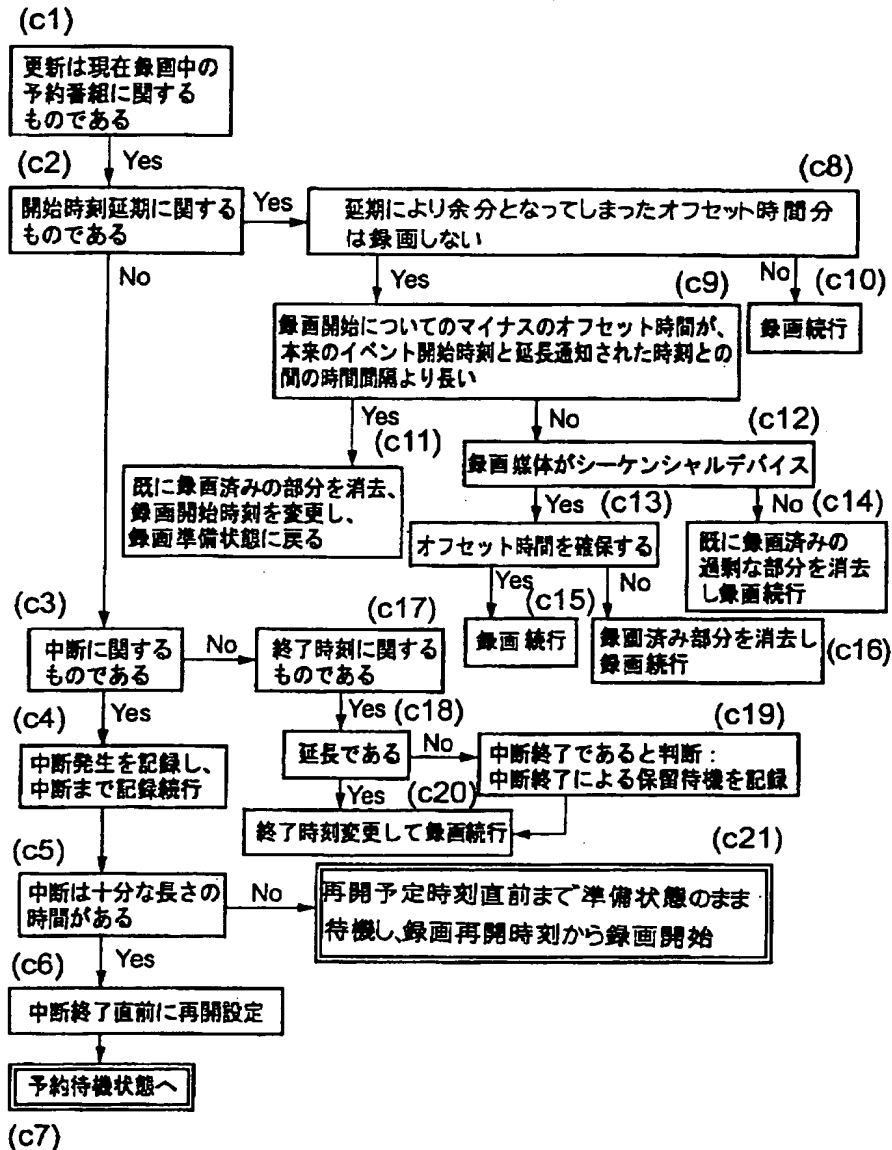 (c1)
更新は現在録画中の
予約番組に関する
ものである
Yes
(c2)
開始時刻延期に関する
ものである
Yes
No
(c8)
延期により余分となってしまったオフセット時間分
は録画しない
Yes
No
(c9)
(c10)
録画続行
録画開始についてのマイナスのオフセット時間が、
本来のイベント開始時刻と延長通知された時刻との
間の時間間隔より長い
Yes
(c11)
No
(c12)
既に録画済みの部分を消去、
録画開始時刻を変更し、
録画準備状態に戻る
録画媒体がシーケンシャルデバイス
Yes
(c13)
No
(c14)
オフセット時間を確保する
既に録画済みの
過剰な部分を消去
し録画続行
Yes
(c15)
No
録画続行
録画済み部分を消去し
録画続行
(c16)
(c3)
中断に関する
ものである
No
(c17)
終了時刻に関する
ものである
Yes
(c4)
中断発生を記録し、
中断まで記録続行
Yes
(c18)
延長である
No
(c19)
中断終了であると判断:
中断終了による保留待機を記録
Yes
(c20)
終了時刻変更して録画続行
(c5)
中断は十分な長さの
時間がある
No
(c21)
再開予定時刻直前まで準備状態のまま
待機し、録画再開時刻から録画開始
Yes
(c6)
中断終了直前に再開設定
予約待機状態へ
(c7)